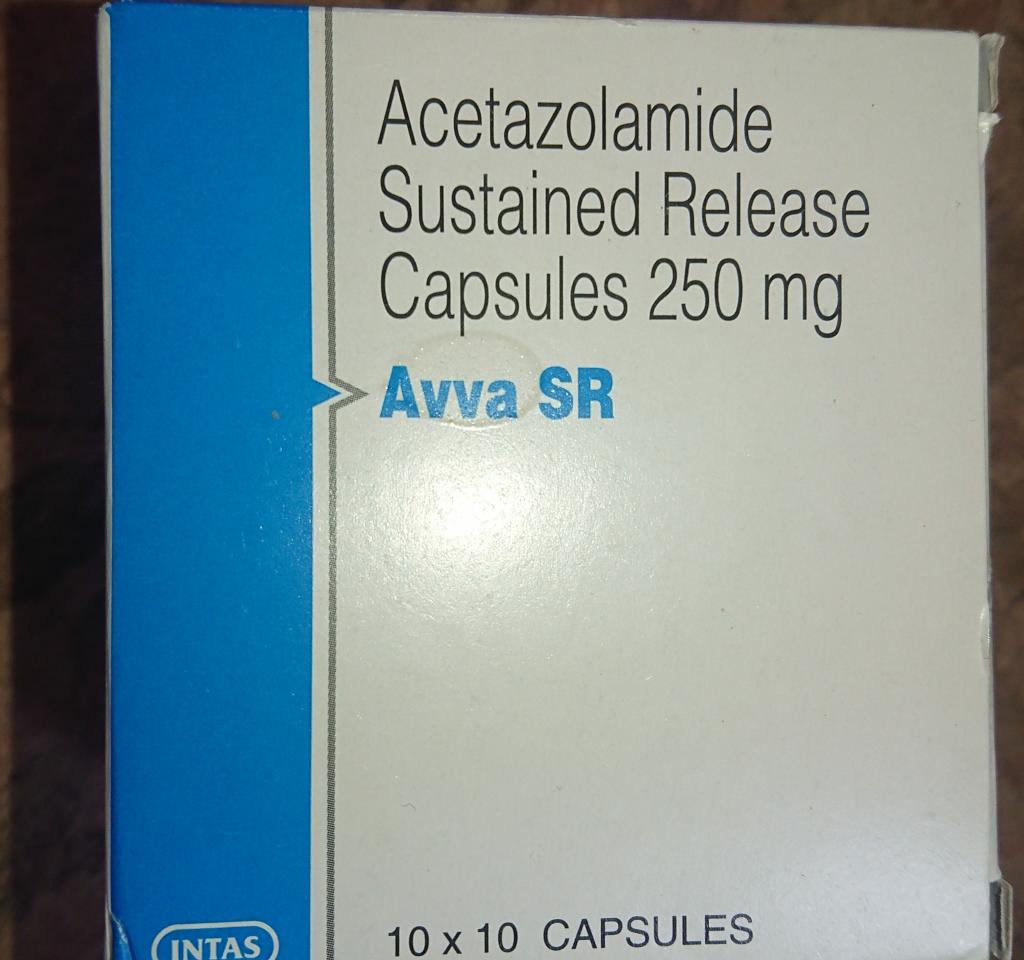 Acetazolamide
Sustained Release
Capsules 250 mg
Avva SR
10 x 10 CAPSULES
INTAS